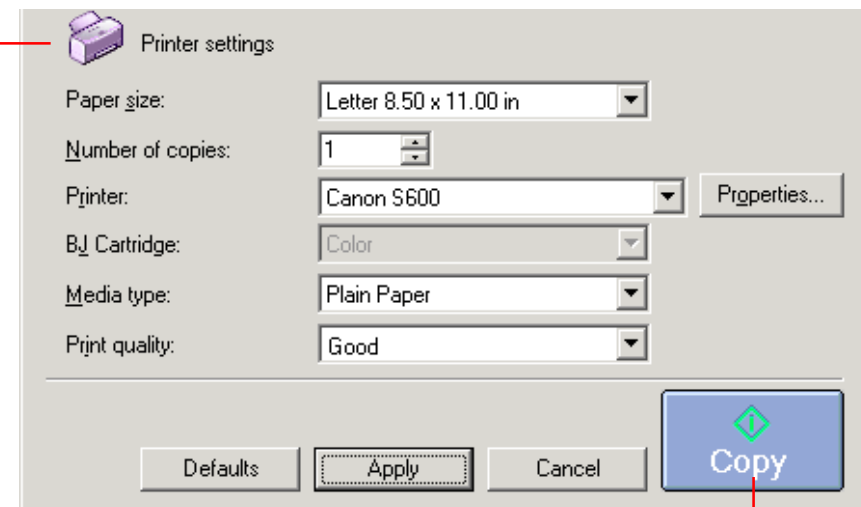 Printer settings
Paper size: Letter 8.50 x 11.00 in
Number of copies: 1
Printer: Canon S600 Properties...
BJ Cartridge: Color
Media type: Plain Paper
Print quality: Good
Defaults Apply Cancel Copy